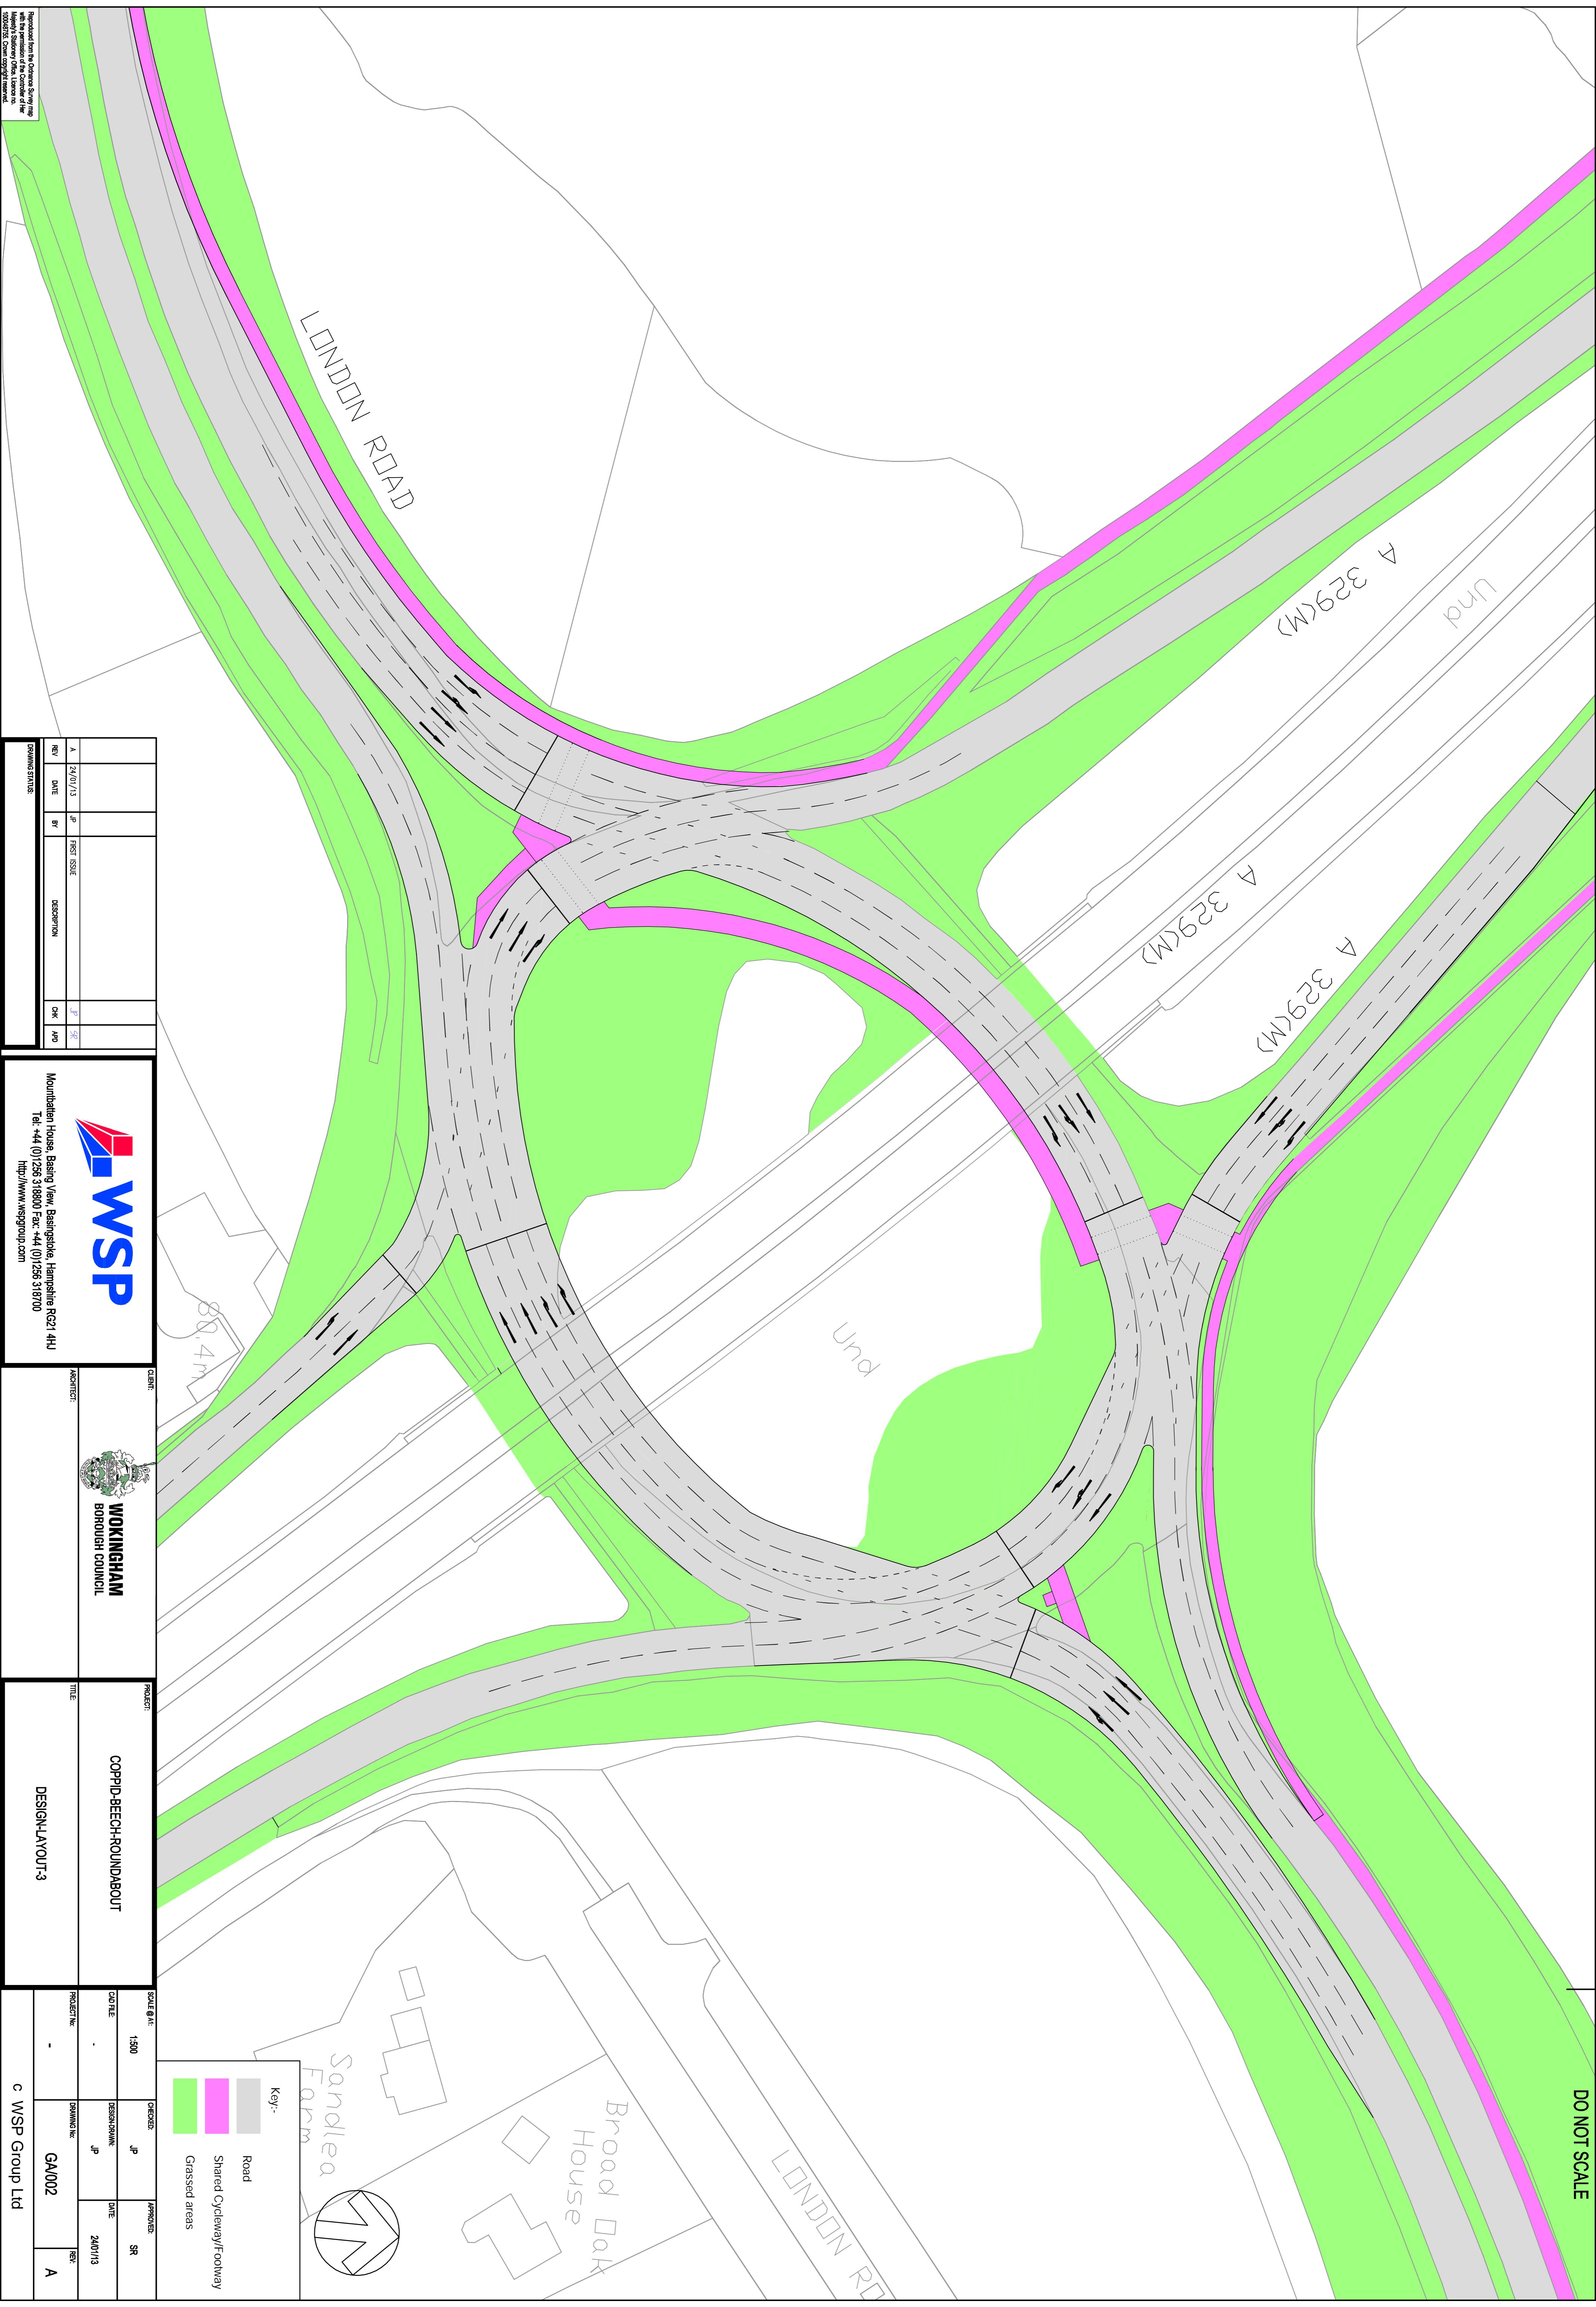 DO NOT SCALE
LONDON ROAD
A 329(M)
Und
A 329(M)
A 329(M)
Und
80.4m
Sandlea
Farm
Broad Oak
House
LONDON RO
Key:-
Road
Shared Cycleway/Footway
Grassed areas
Reproduced from the Ordnance Survey map
with the permission of the Controller of Her
Majesty's Stationery Office. Licence no.
100049755. Crown copyright reserved.
A 24/01/13 JP FIRST ISSUE JP SR
REV DATE BY DESCRIPTION CHK APD
DRAWING STATUS:
WSP
Mountbatten House, Basing View, Basingstoke, Hampshire RG21 4HJ
Tel: +44 (0)1256 318800 Fax: +44 (0)1256 318700
http://www.wspgroup.com
CLIENT:
WOKINGHAM
BOROUGH COUNCIL
ARCHITECT:
PROJECT:
COPPID-BEECH-ROUNDABOUT
TITLE:
DESIGN-LAYOUT-3
SCALE @ A1: 1:500
CHECKED: JP
APPROVED: SR
CAD FILE: -
DESIGN-DRAWN: JP
DATE: 24/01/13
PROJECT No: -
DRAWING No: GA/002
REV: A
c WSP Group Ltd